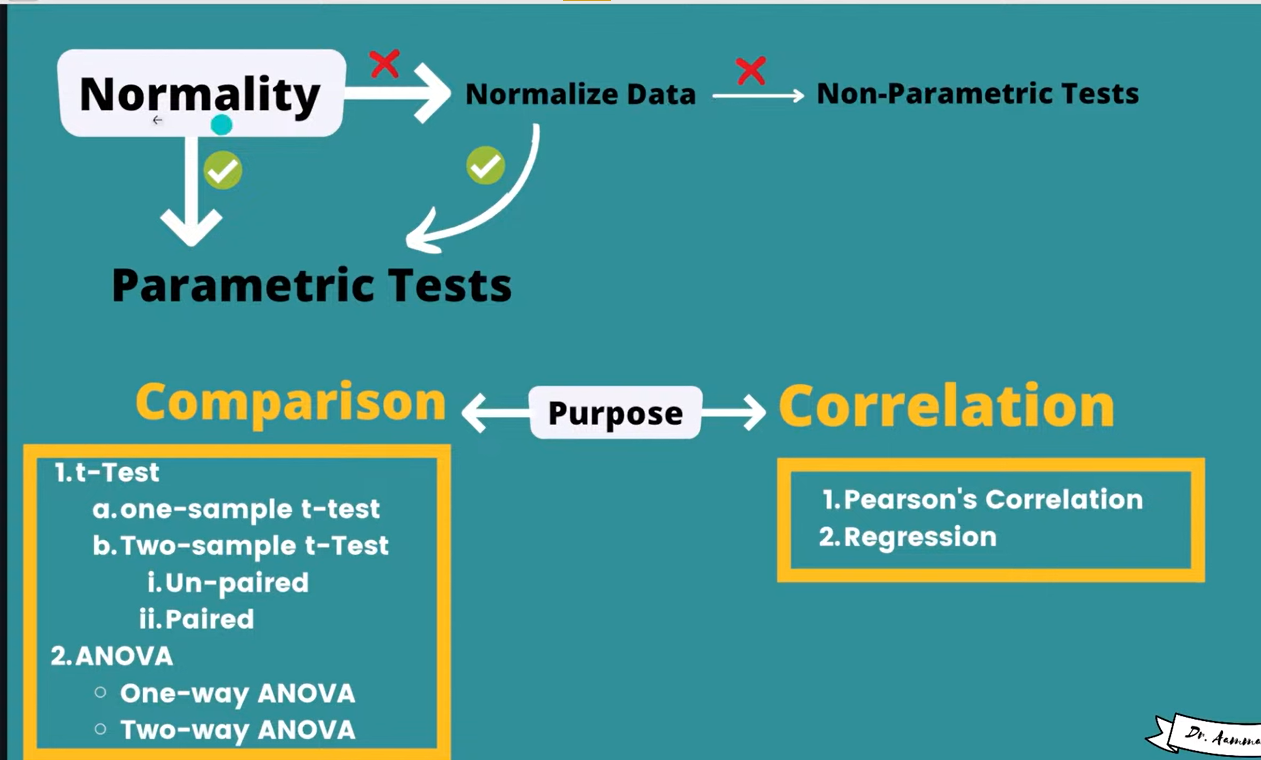 Normality
Normalize Data
Non-Parametric Tests
Parametric Tests
Comparison
Purpose
Correlation
1.t-Test
a.one-sample t-test
b.Two-sample t-Test
i.Un-paired
ii.Paired
2.ANOVA
○ One-way ANOVA
○ Two-way ANOVA
1.Pearson's Correlation
2.Regression
Dr.